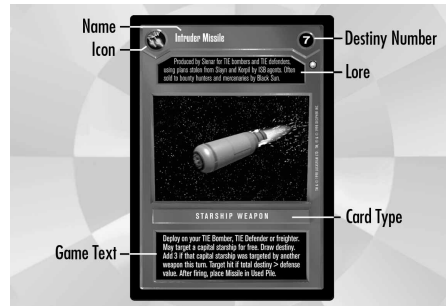 Name
Intruder Missile
7
Destiny Number
Icon
Produced by Sienar for TIE bombers and TIE defenders,
using plans stolen from Slayn and Korpil by ISB agents. Often
sold to bounty hunters and mercenaries by Black Sun.
Lore
STARSHIP WEAPON
Card Type
Game Text
Deploy on your TIE Bomber, TIE Defender or freighter.
May target a capital starship for free. Draw destiny.
Add 3 if that capital starship was targeted by another
weapon this turn. Target hit if total destiny > defense
value. After firing, place Missile in Used Pile.